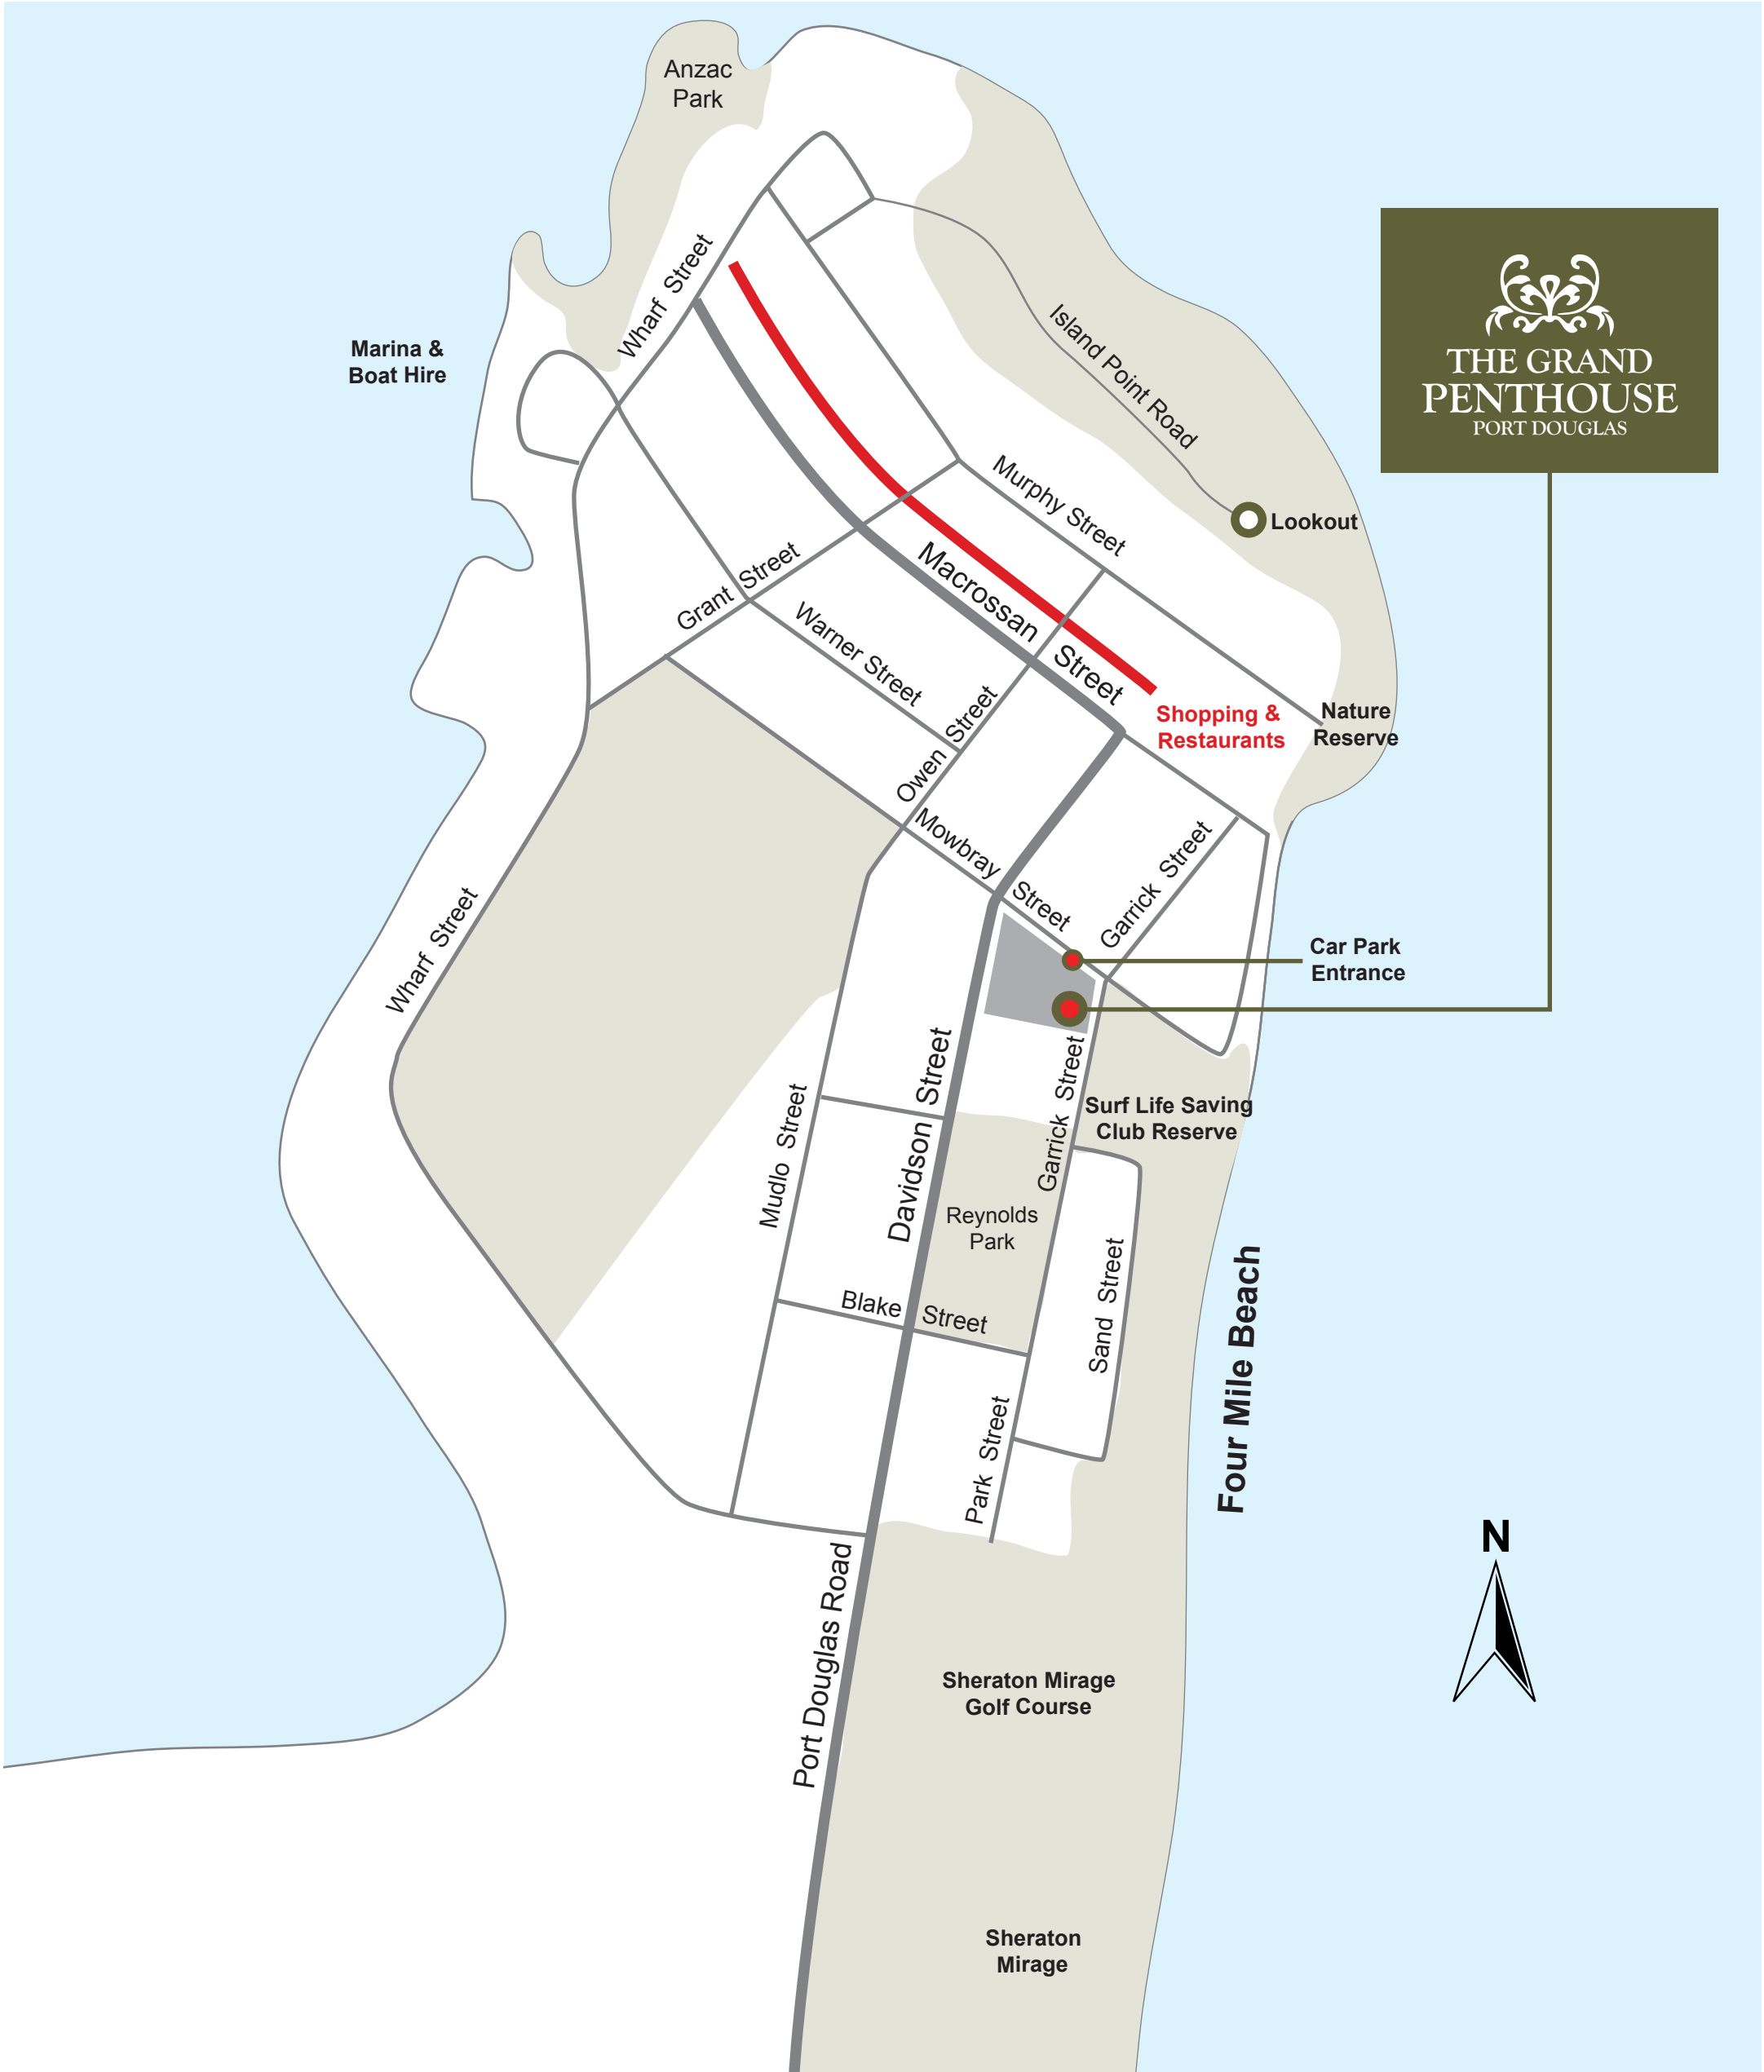 Anzac
Park
Wharf Street
Marina &
Boat Hire
Island Point Road
THE GRAND
PENTHOUSE
PORT DOUGLAS
Lookout
Murphy Street
Macrossan Street
Grant Street
Warner Street
Shopping &
Restaurants
Nature
Reserve
Owen Street
Mowbray Street
Garrick Street
Wharf Street
Car Park
Entrance
Davidson Street
Garrick Street
Mudlo Street
Surf Life Saving
Club Reserve
Reynolds
Park
Sand Street
Four Mile Beach
Blake Street
Park Street
N
Port Douglas Road
Sheraton Mirage
Golf Course
Sheraton
Mirage